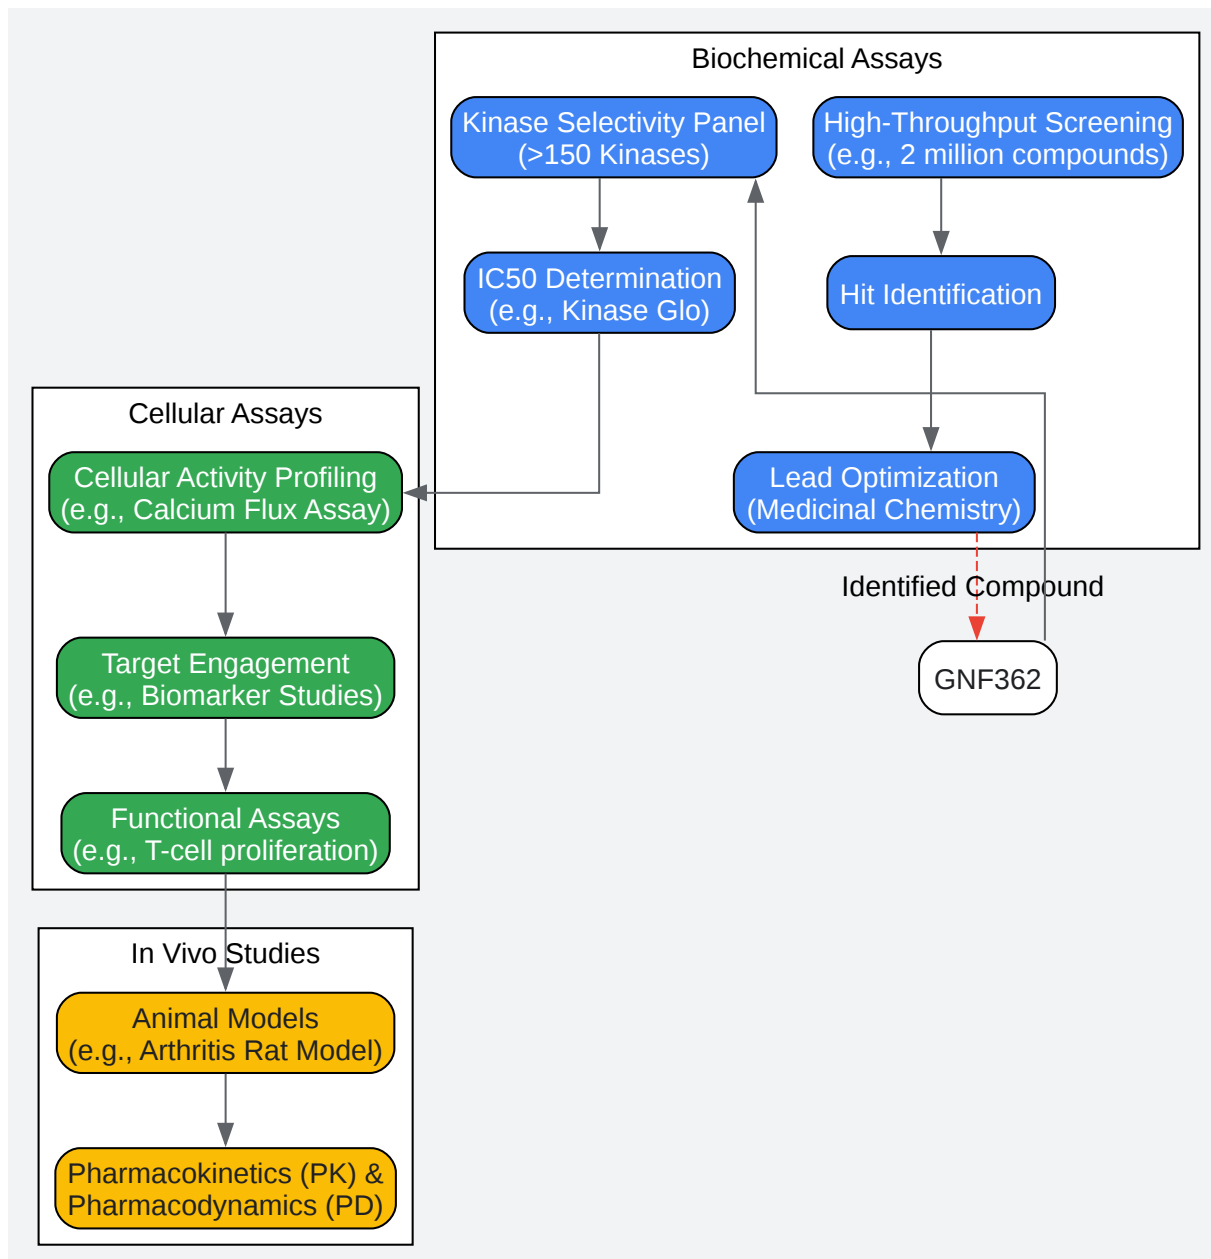 Biochemical Assays
Kinase Selectivity Panel
(>150 Kinases)
High-Throughput Screening
(e.g., 2 million compounds)
IC50 Determination
(e.g., Kinase Glo)
Hit Identification
Lead Optimization
(Medicinal Chemistry)
Identified Compound
GNF362
Cellular Assays
Cellular Activity Profiling
(e.g., Calcium Flux Assay)
Target Engagement
(e.g., Biomarker Studies)
Functional Assays
(e.g., T-cell proliferation)
In Vivo Studies
Animal Models
(e.g., Arthritis Rat Model)
Pharmacokinetics (PK) &
Pharmacodynamics (PD)